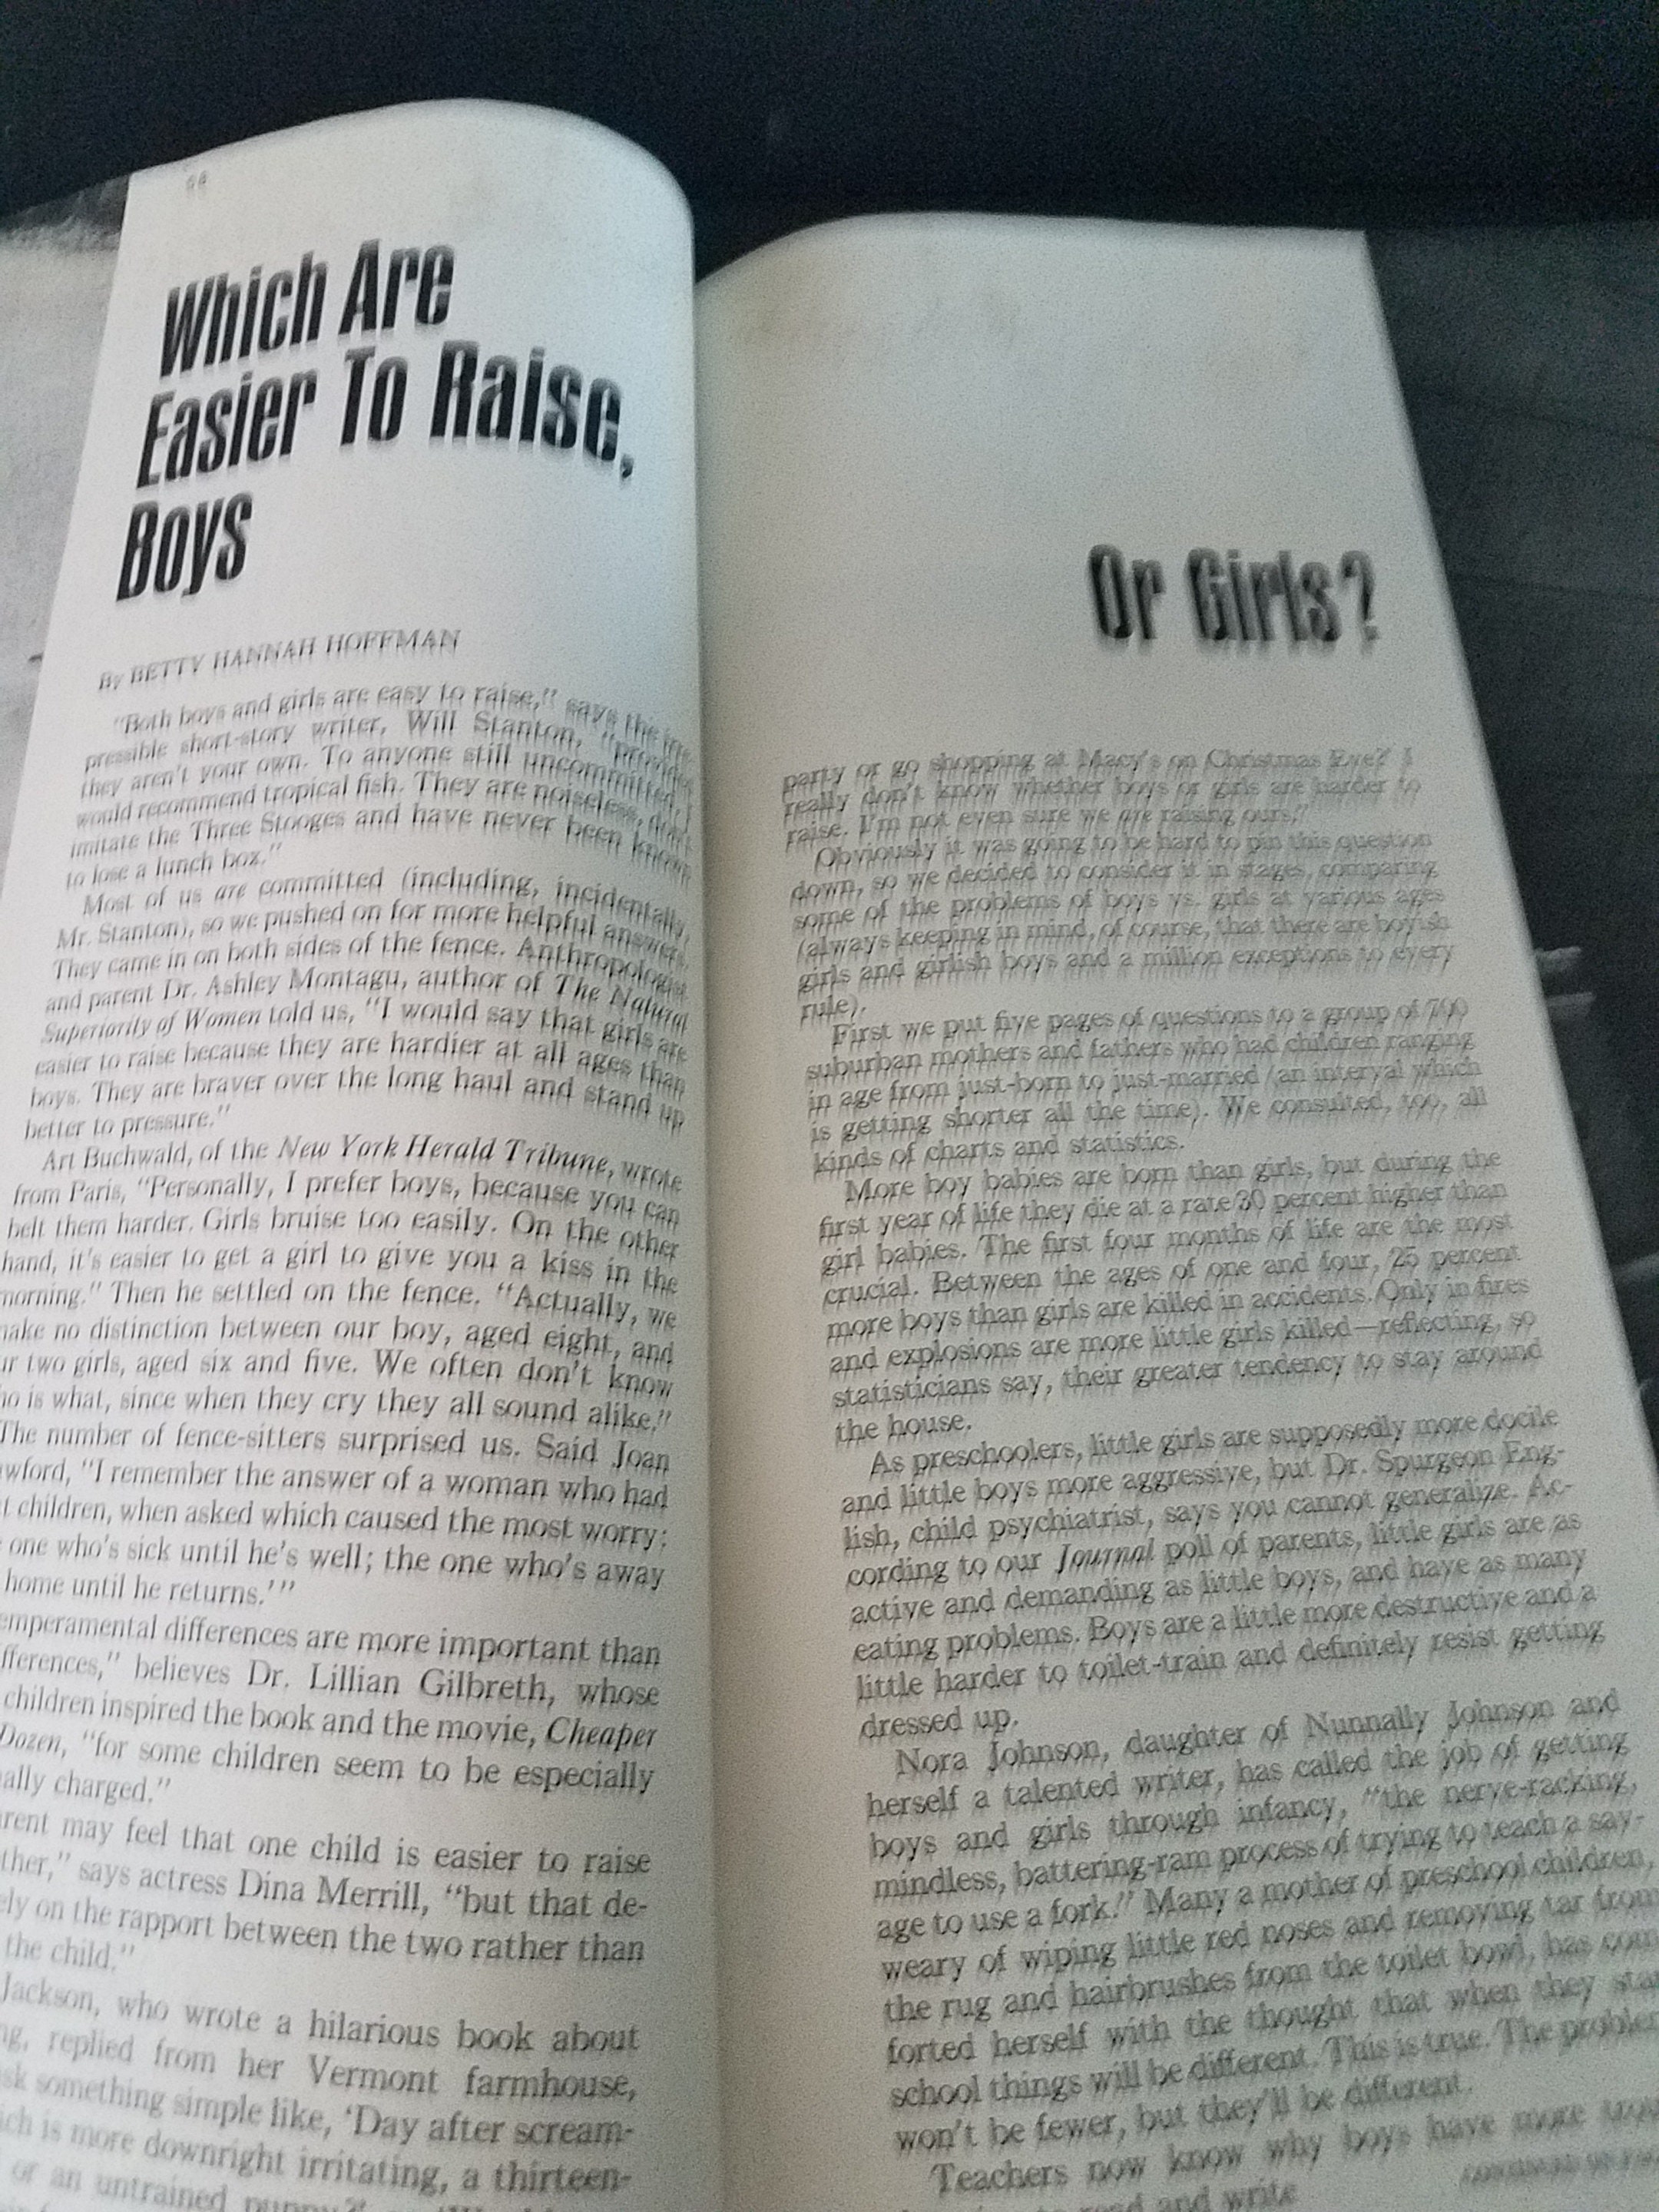 Which Are
Easier To Raise,
Boys
By BETTY HANNAH HOFFMAN
"Both boys and girls are easy to raise," says the
pressible short-story writer, Will Stanton, "provided
they aren't your own. To anyone still uncommitted, I
would recommend tropical fish. They are noiseless, don't
imitate the Three Stooges and have never been known
to lose a lunch box."
Most of us are committed (including, incidentally,
Mr. Stanton), so we pushed on for more helpful answers.
They came in on both sides of the fence. Anthropologist
and parent Dr. Ashley Montagu, author of The Natural
Superiority of Women told us, "I would say that girls are
easier to raise because they are hardier at all ages than
boys. They are braver over the long haul and stand up
better to pressure."
Art Buchwald, of the New York Herald Tribune, wrote
from Paris, "Personally, I prefer boys, because you can
belt them harder. Girls bruise too easily. On the other
hand, it's easier to get a girl to give you a kiss in the
morning." Then he settled on the fence. "Actually, we
make no distinction between our boy, aged eight, and
ur two girls, aged six and five. We often don't know
ho is what, since when they cry they all sound alike."
The number of fence-sitters surprised us. Said Joan
wford, "I remember the answer of a woman who had
t children, when asked which caused the most worry:
one who's sick until he's well; the one who's away
home until he returns.'"
emperamental differences are more important than
fferences," believes Dr. Lillian Gilbreth, whose
children inspired the book and the movie, Cheaper
Dozen, "for some children seem to be especially
ally charged."
rent may feel that one child is easier to raise
ther," says actress Dina Merrill, "but that de-
ely on the rapport between the two rather than
the child."
Jackson, who wrote a hilarious book about
ng, replied from her Vermont farmhouse,
sk something simple like, 'Day after scream-
ich is more downright irritating, a thirteen-
or an untrained puppy?'
Or Girls?
party or go shopping at Macy's on Christmas Eve?' I
really don't know whether boys or girls are harder to
raise. I'm not even sure we are raising ours."
Obviously it was going to be hard to pin this question
down, so we decided to consider it in stages, comparing
some of the problems of boys vs. girls at various ages
(always keeping in mind, of course, that there are boyish
girls and girlish boys and a million exceptions to every
rule).
First we put five pages of questions to a group of 700
suburban mothers and fathers who had children ranging
in age from just-born to just-married (an interval which
is getting shorter all the time). We consulted, too, all
kinds of charts and statistics.
More boy babies are born than girls, but during the
first year of life they die at a rate 30 percent higher than
girl babies. The first four months of life are the most
crucial. Between the ages of one and four, 25 percent
more boys than girls are killed in accidents. Only in fires
and explosions are more little girls killed—reflecting, so
statisticians say, their greater tendency to stay around
the house.
As preschoolers, little girls are supposedly more docile
and little boys more aggressive, but Dr. Spurgeon Eng-
lish, child psychiatrist, says you cannot generalize. Ac-
cording to our Journal poll of parents, little girls are as
active and demanding as little boys, and have as many
eating problems. Boys are a little more destructive and a
little harder to toilet-train and definitely resist getting
dressed up.
Nora Johnson, daughter of Nunnally Johnson and
herself a talented writer, has called the job of getting
boys and girls through infancy, "the nerve-racking,
mindless, battering-ram process of trying to teach a sav-
age to use a fork." Many a mother of preschool children,
weary of wiping little red noses and removing tar from
the rug and hairbrushes from the toilet bowl, has com
forted herself with the thought that when they star
school things will be different. This is true. The problem
won't be fewer, but they'll be different.
Teachers now know why boys have more trou
to read and write